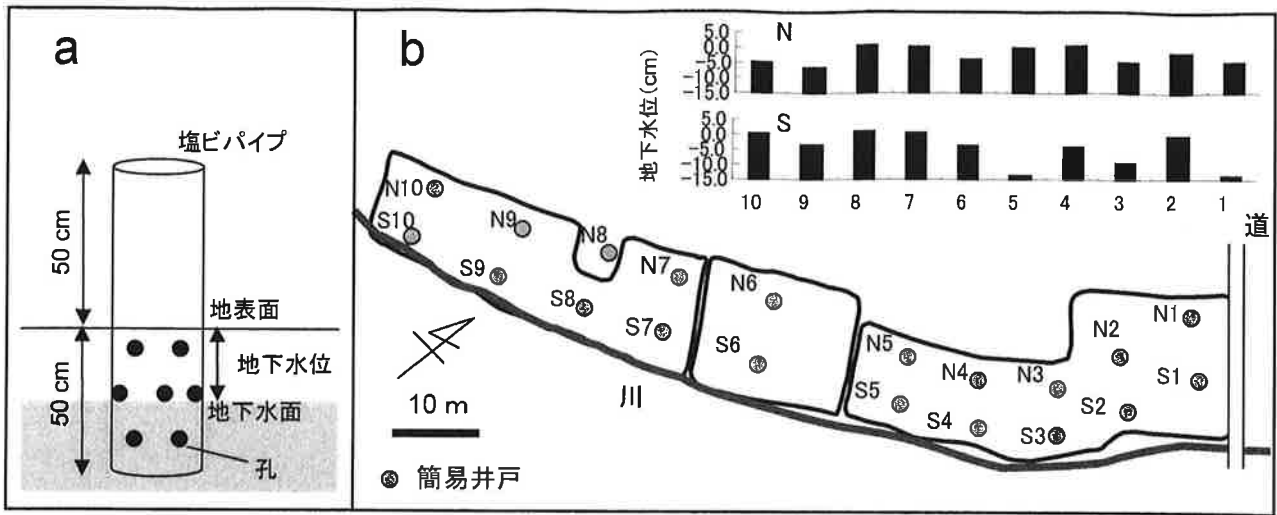 a
塩ビパイプ
50 cm
地表面
地下水位
50 cm
地下水面
孔
b
地下水位(cm)
N
5.0
0.0
-5.0
-10.0
-15.0
S
5.0
0.0
-5.0
-10.0
-15.0
10 9 8 7 6 5 4 3 2 1
道
N10
S10
N9
S9
N8
S8
N7
S7
N6
S6
N5
S5
N4
S4
N3
S3
N2
S2
N1
S1
川
10 m
簡易井戸